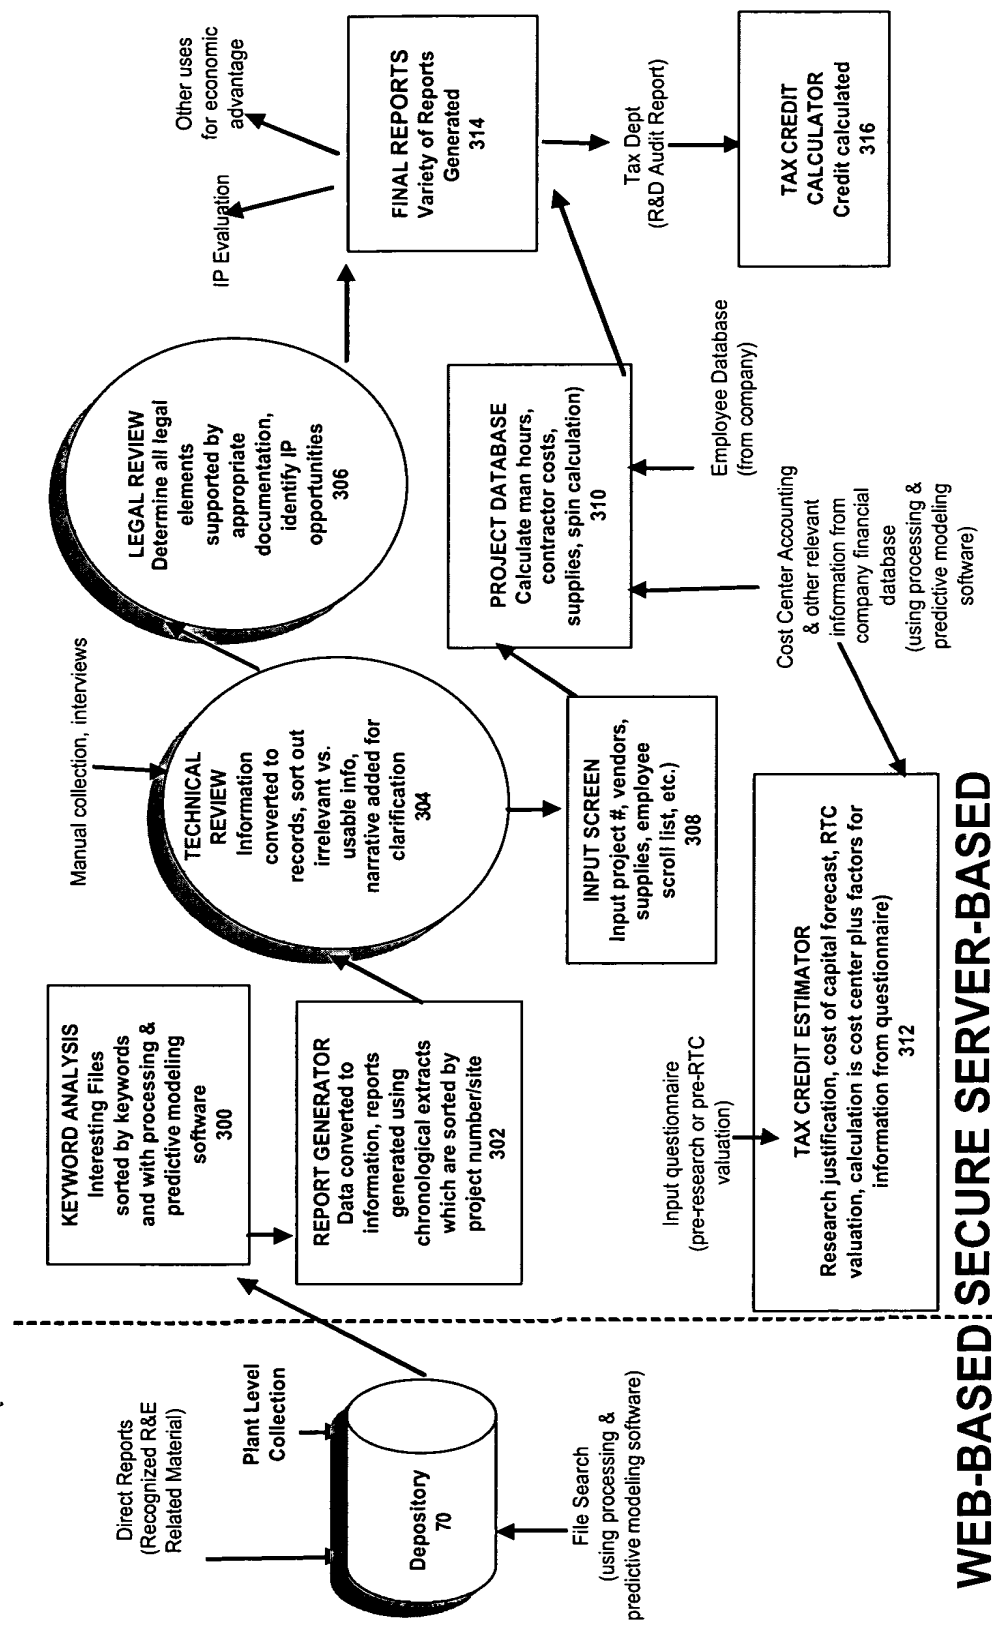 Direct Reports
(Recognized R&E
Related Material)
Plant Level
Collection
Depository
70
File Search
(using processing &
predictive modeling software)
KEYWORD ANALYSIS
Interesting Files
sorted by keywords
and with processing &
predictive modeling
software
300
REPORT GENERATOR
Data converted to
information, reports
generated using
chronological extracts
which are sorted by
project number/site
302
Manual collection, interviews
TECHNICAL
REVIEW
Information
converted to
records, sort out
irrelevant vs.
usable info,
narrative added for
clarification
304
LEGAL REVIEW
Determine all legal
elements
supported by
appropriate
documentation,
identify IP
opportunities
306
INPUT SCREEN
Input project #, vendors,
supplies, employee
scroll list, etc.)
308
PROJECT DATABASE
Calculate man hours,
contractor costs,
supplies, spin calculation)
310
Employee Database
(from company)
Cost Center Accounting
& other relevant
information from
company financial
database
(using processing &
predictive modeling
software)
Input questionnaire
(pre-research or pre-RTC
valuation)
TAX CREDIT ESTIMATOR
Research justification, cost of capital forecast, RTC
valuation, calculation is cost center plus factors for
information from questionnaire)
312
IP Evaluation
Other uses
for economic
advantage
FINAL REPORTS
Variety of Reports
Generated
314
Tax Dept
(R&D Audit Report)
TAX CREDIT
CALCULATOR
Credit calculated
316
WEB-BASED SECURE SERVER-BASED